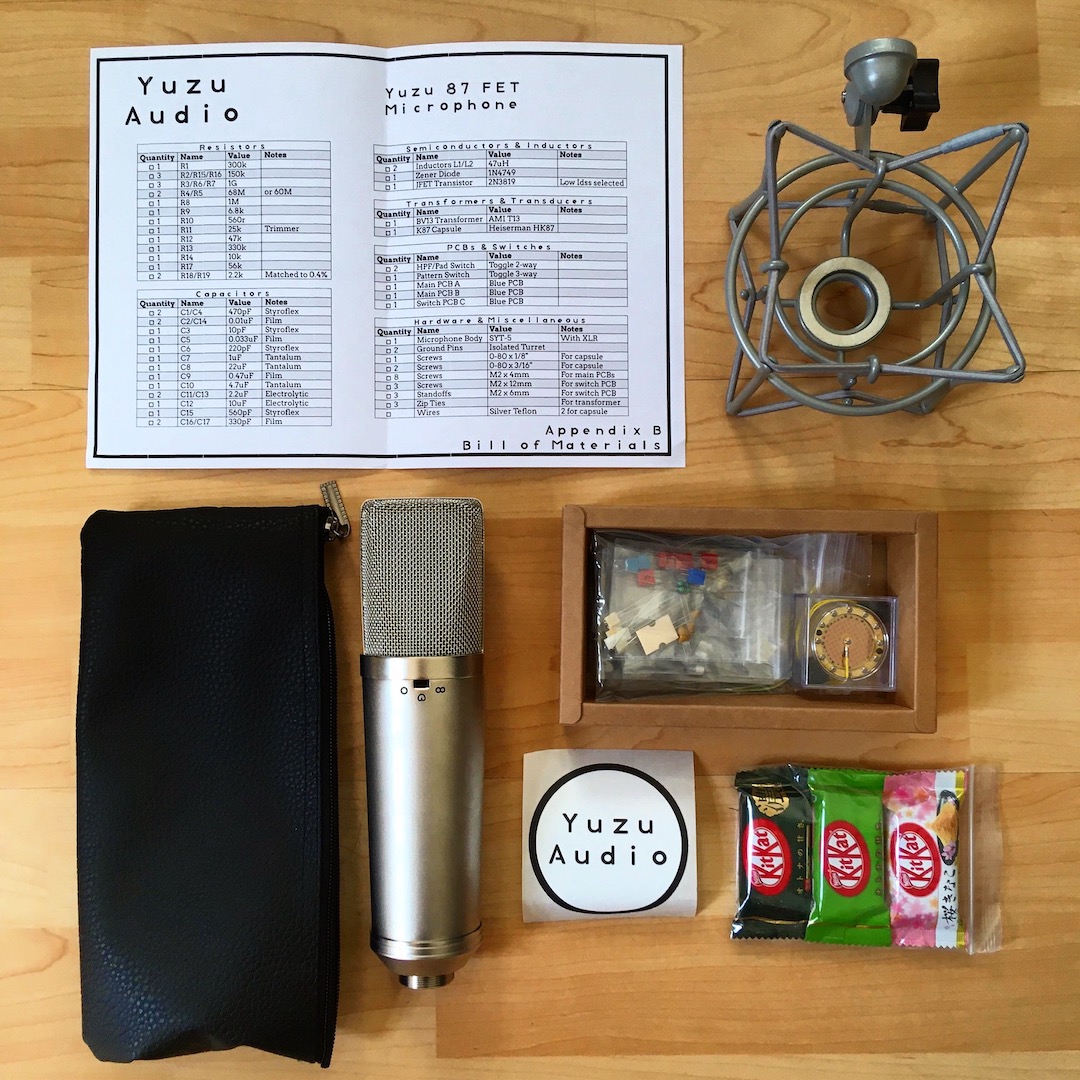 Yuzu
Audio
Resistors
Quantity Name Value Notes
☐ 1 R1 300k
☐ 3 R2/R15/R16 150k
☐ 3 R3/R6/R7 1G
☐ 2 R4/R5 68M or 60M
☐ 1 R8 1M
☐ 1 R9 6.8k
☐ 1 R10 560r
☐ 1 R11 25k Trimmer
☐ 1 R12 47k
☐ 1 R13 330k
☐ 1 R14 10k
☐ 1 R17 56k
☐ 2 R18/R19 2.2k Matched to 0.4%
Capacitors
Quantity Name Value Notes
☐ 2 C1/C4 470pF Styroflex
☐ 2 C2/C14 0.01uF Film
☐ 1 C3 10pF Styroflex
☐ 1 C5 0.033uF Film
☐ 1 C6 220pF Styroflex
☐ 1 C7 1uF Tantalum
☐ 1 C8 22uF Tantalum
☐ 1 C9 0.47uF Film
☐ 1 C10 4.7uF Tantalum
☐ 2 C11/C13 2.2uF Electrolytic
☐ 1 C12 10uF Electrolytic
☐ 1 C15 560pF Styroflex
☐ 2 C16/C17 330pF Film
Yuzu 87 FET
Microphone
Semiconductors & Inductors
Quantity Name Value Notes
☐ 2 Inductors L1/L2 47uH
☐ 1 Zener Diode 1N4749
☐ 1 JFET Transistor 2N3819 Low Idss selected
Transformers & Transducers
Quantity Name Value Notes
☐ 1 BV13 Transformer AMI T13
☐ 1 K87 Capsule Heiserman HK87
PCBs & Switches
Quantity Name Value Notes
☐ 2 HPF/Pad Switch Toggle 2-way
☐ 1 Pattern Switch Toggle 3-way
☐ 1 Main PCB A Blue PCB
☐ 1 Main PCB B Blue PCB
☐ 1 Switch PCB C Blue PCB
Hardware & Miscellaneous
Quantity Name Value Notes
☐ 1 Microphone Body SYT-5 With XLR
☐ 2 Ground Pins Isolated Turret
☐ 1 Screws 0-80 x 1/8" For capsule
☐ 2 Screws 0-80 x 3/16" For capsule
☐ 8 Screws M2 x 4mm For main PCBs
☐ 3 Screws M2 x 12mm For switch PCB
☐ 3 Standoffs M2 x 6mm For switch PCB
☐ 3 Zip Ties For transformer
☐ Wires Silver Teflon 2 for capsule
Appendix B
Bill of Materials
Yuzu
Audio
KitKat
オトナの甘さ
KitKat
KitKat
桜きなこ